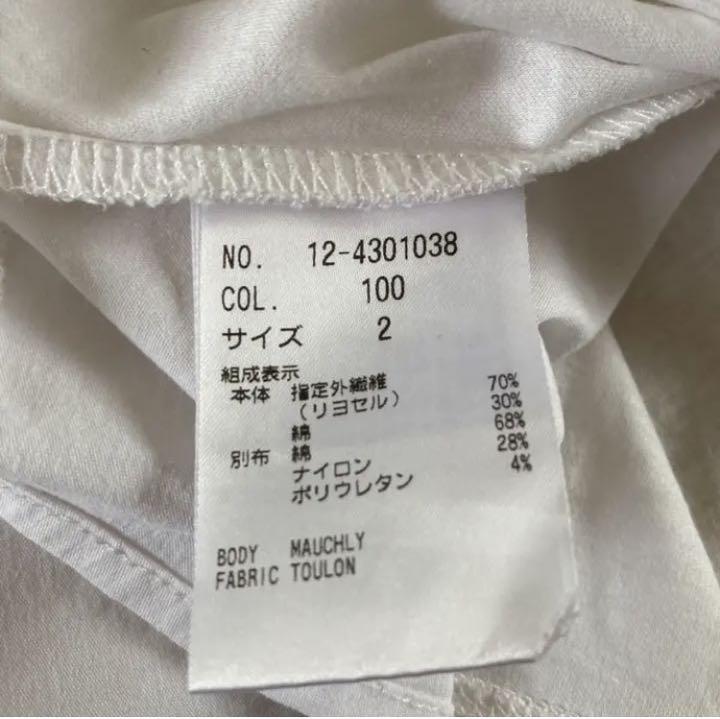 NO. 12-4301038
COL. 100
サイズ 2
組成表示
本体 指定外繊維 70%
(リヨセル)
綿 30%
別布 綿 68%
ナイロン 28%
ポリウレタン 4%
BODY MAUCHLY
FABRIC TOULON